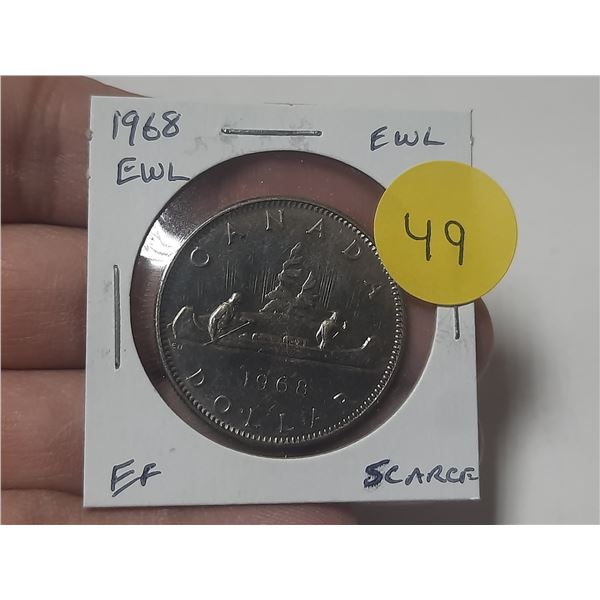 1968
EWL
EWL
49
CANADA
1968
DOLLAR
EF
SCARCE